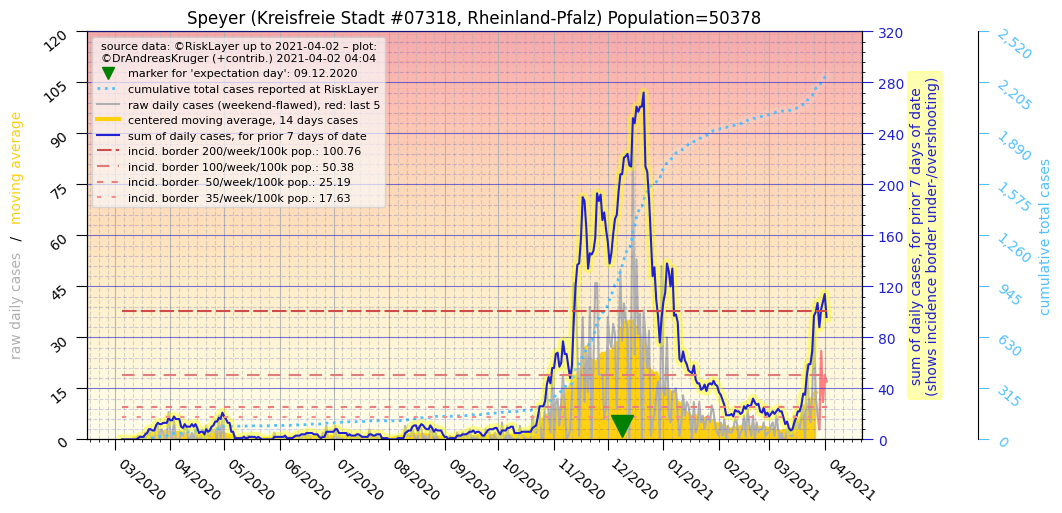 Speyer (Kreisfreie Stadt #07318, Rheinland-Pfalz) Population=50378
source data: ©RiskLayer up to 2021-04-02 – plot:
©DrAndreasKruger (+contrib.) 2021-04-02 04:04
marker for 'expectation day': 09.12.2020
cumulative total cases reported at RiskLayer
raw daily cases (weekend-flawed), red: last 5
centered moving average, 14 days cases
sum of daily cases, for prior 7 days of date
incid. border 200/week/100k pop.: 100.76
incid. border 100/week/100k pop.: 50.38
incid. border  50/week/100k pop.: 25.19
incid. border  35/week/100k pop.: 17.63
raw daily cases  /  moving average
120
105
90
75
60
45
30
15
0
03/2020
04/2020
05/2020
06/2020
07/2020
08/2020
09/2020
10/2020
11/2020
12/2020
01/2021
02/2021
03/2021
04/2021
320
280
240
200
160
120
80
40
0
sum of daily cases, for prior 7 days of date
(shows incidence border under-/overshooting)
2,520
2,205
1,890
1,575
1,260
945
630
315
0
cumulative total cases